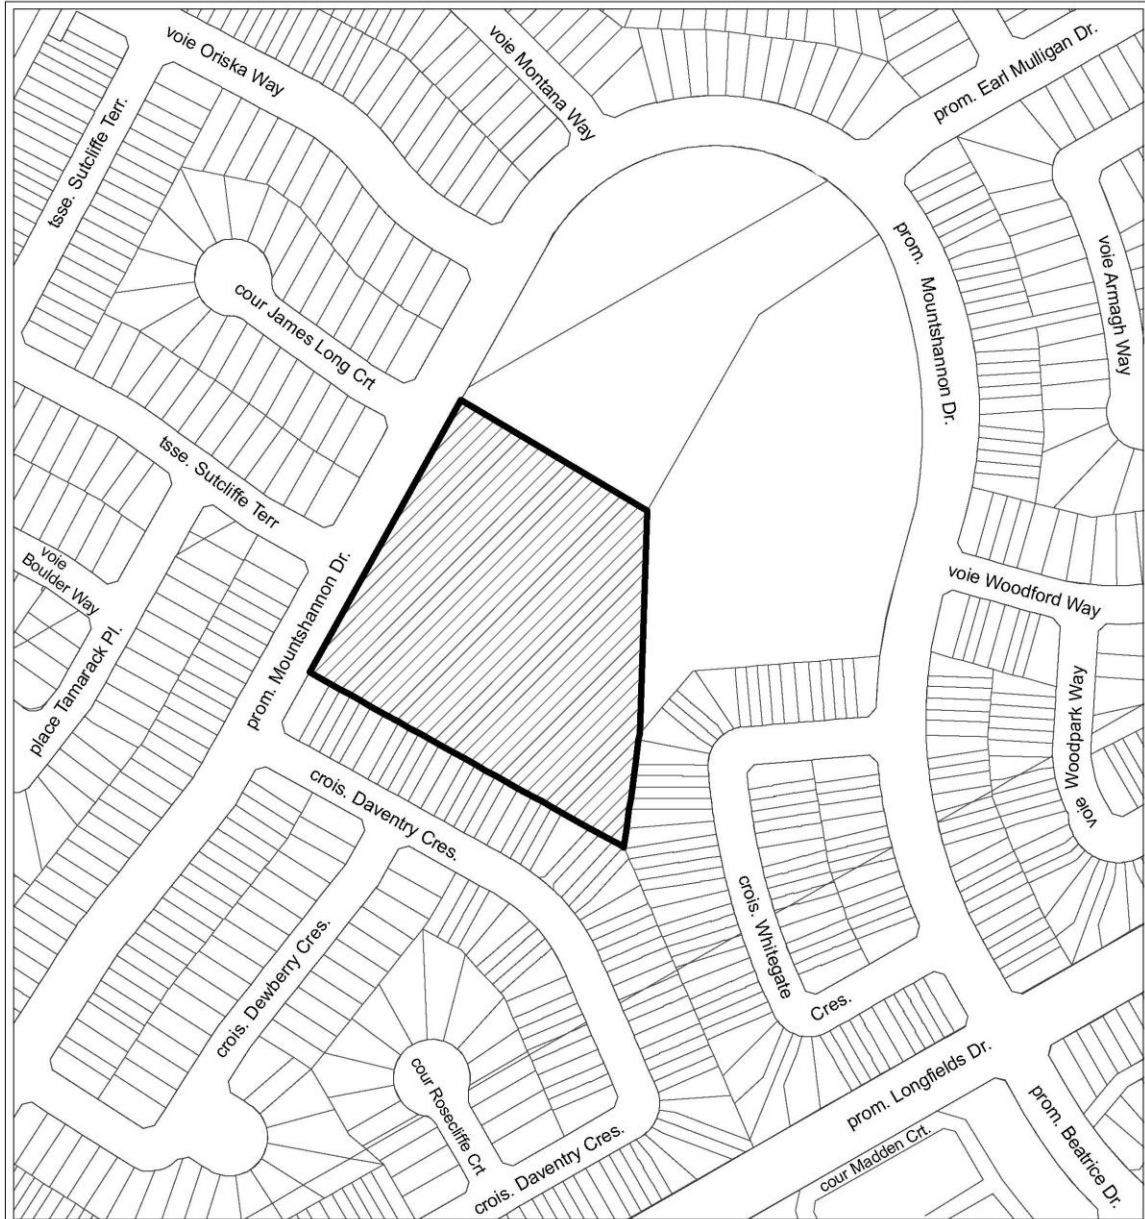 voie Oriska Way
voie Montana Way
prom. Earl Mulligan Dr.
tsse. Sutcliffe Terr.
prom. Mountshannon Dr.
voie Armagh Way
cour James Long Crt
tsse. Sutcliffe Terr
voie
Boulder Way
prom. Mountshannon Dr.
place Tamarack Pl.
voie Woodford Way
voie Woodpark Way
crois. Daventry Cres.
crois. Dewberry Cres.
crois. Whitegate
Cres.
cour Rosecliffe Crt
prom. Longfields Dr.
crois. Daventry Cres.
cour Madden Crt.
prom. Beatrice Dr.